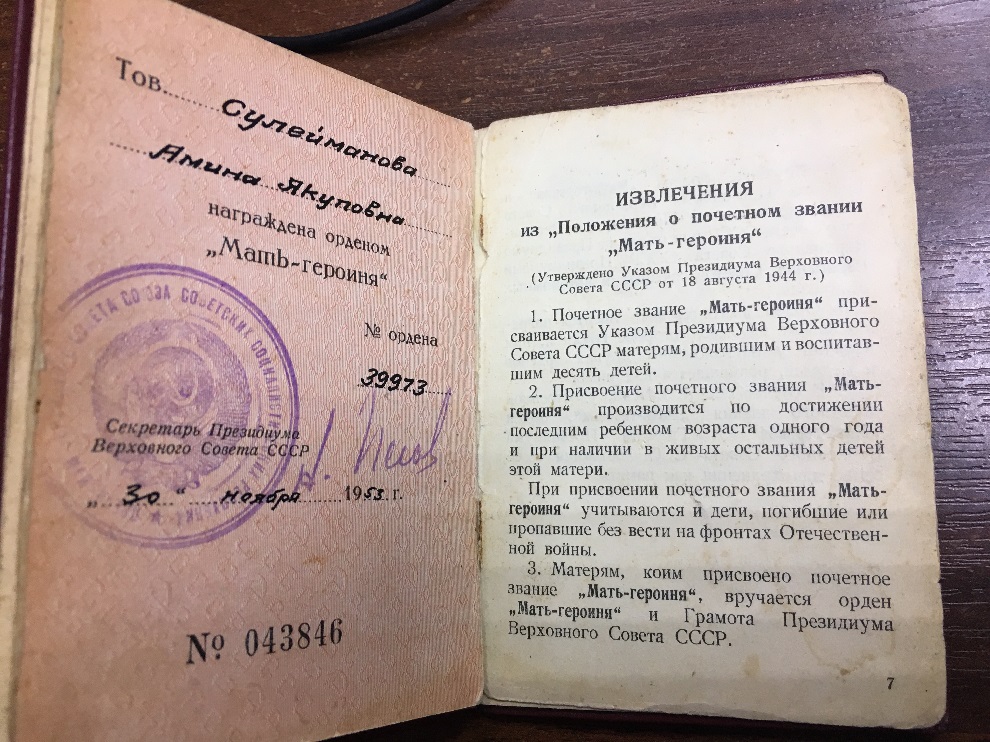 Тов. Сулейманова
Амина Якуповна
награждена орденом
„Мать-героиня“
№ ордена
39973
Секретарь Президиума
Верховного Совета СССР
„ 30 “ ноября 1953 г.
№ 043846
ИЗВЛЕЧЕНИЯ
из „Положения о почетном звании
„Мать-героиня“
(Утверждено Указом Президиума Верховного
Совета СССР от 18 августа 1944 г.)
1. Почетное звание „Мать-героиня“ при-
сваивается Указом Президиума Верховного
Совета СССР матерям, родившим и воспитав-
шим десять детей.
2. Присвоение почетного звания „Мать-
героиня“ производится по достижении
последним ребенком возраста одного года
и при наличии в живых остальных детей
этой матери.
При присвоении почетного звания „Мать-
героиня“ учитываются и дети, погибшие или
пропавшие без вести на фронтах Отечествен-
ной войны.
3. Матерям, коим присвоено почетное
звание „Мать-героиня“, вручается орден
„Мать-героиня“ и Грамота Президиума
Верховного Совета СССР.
7